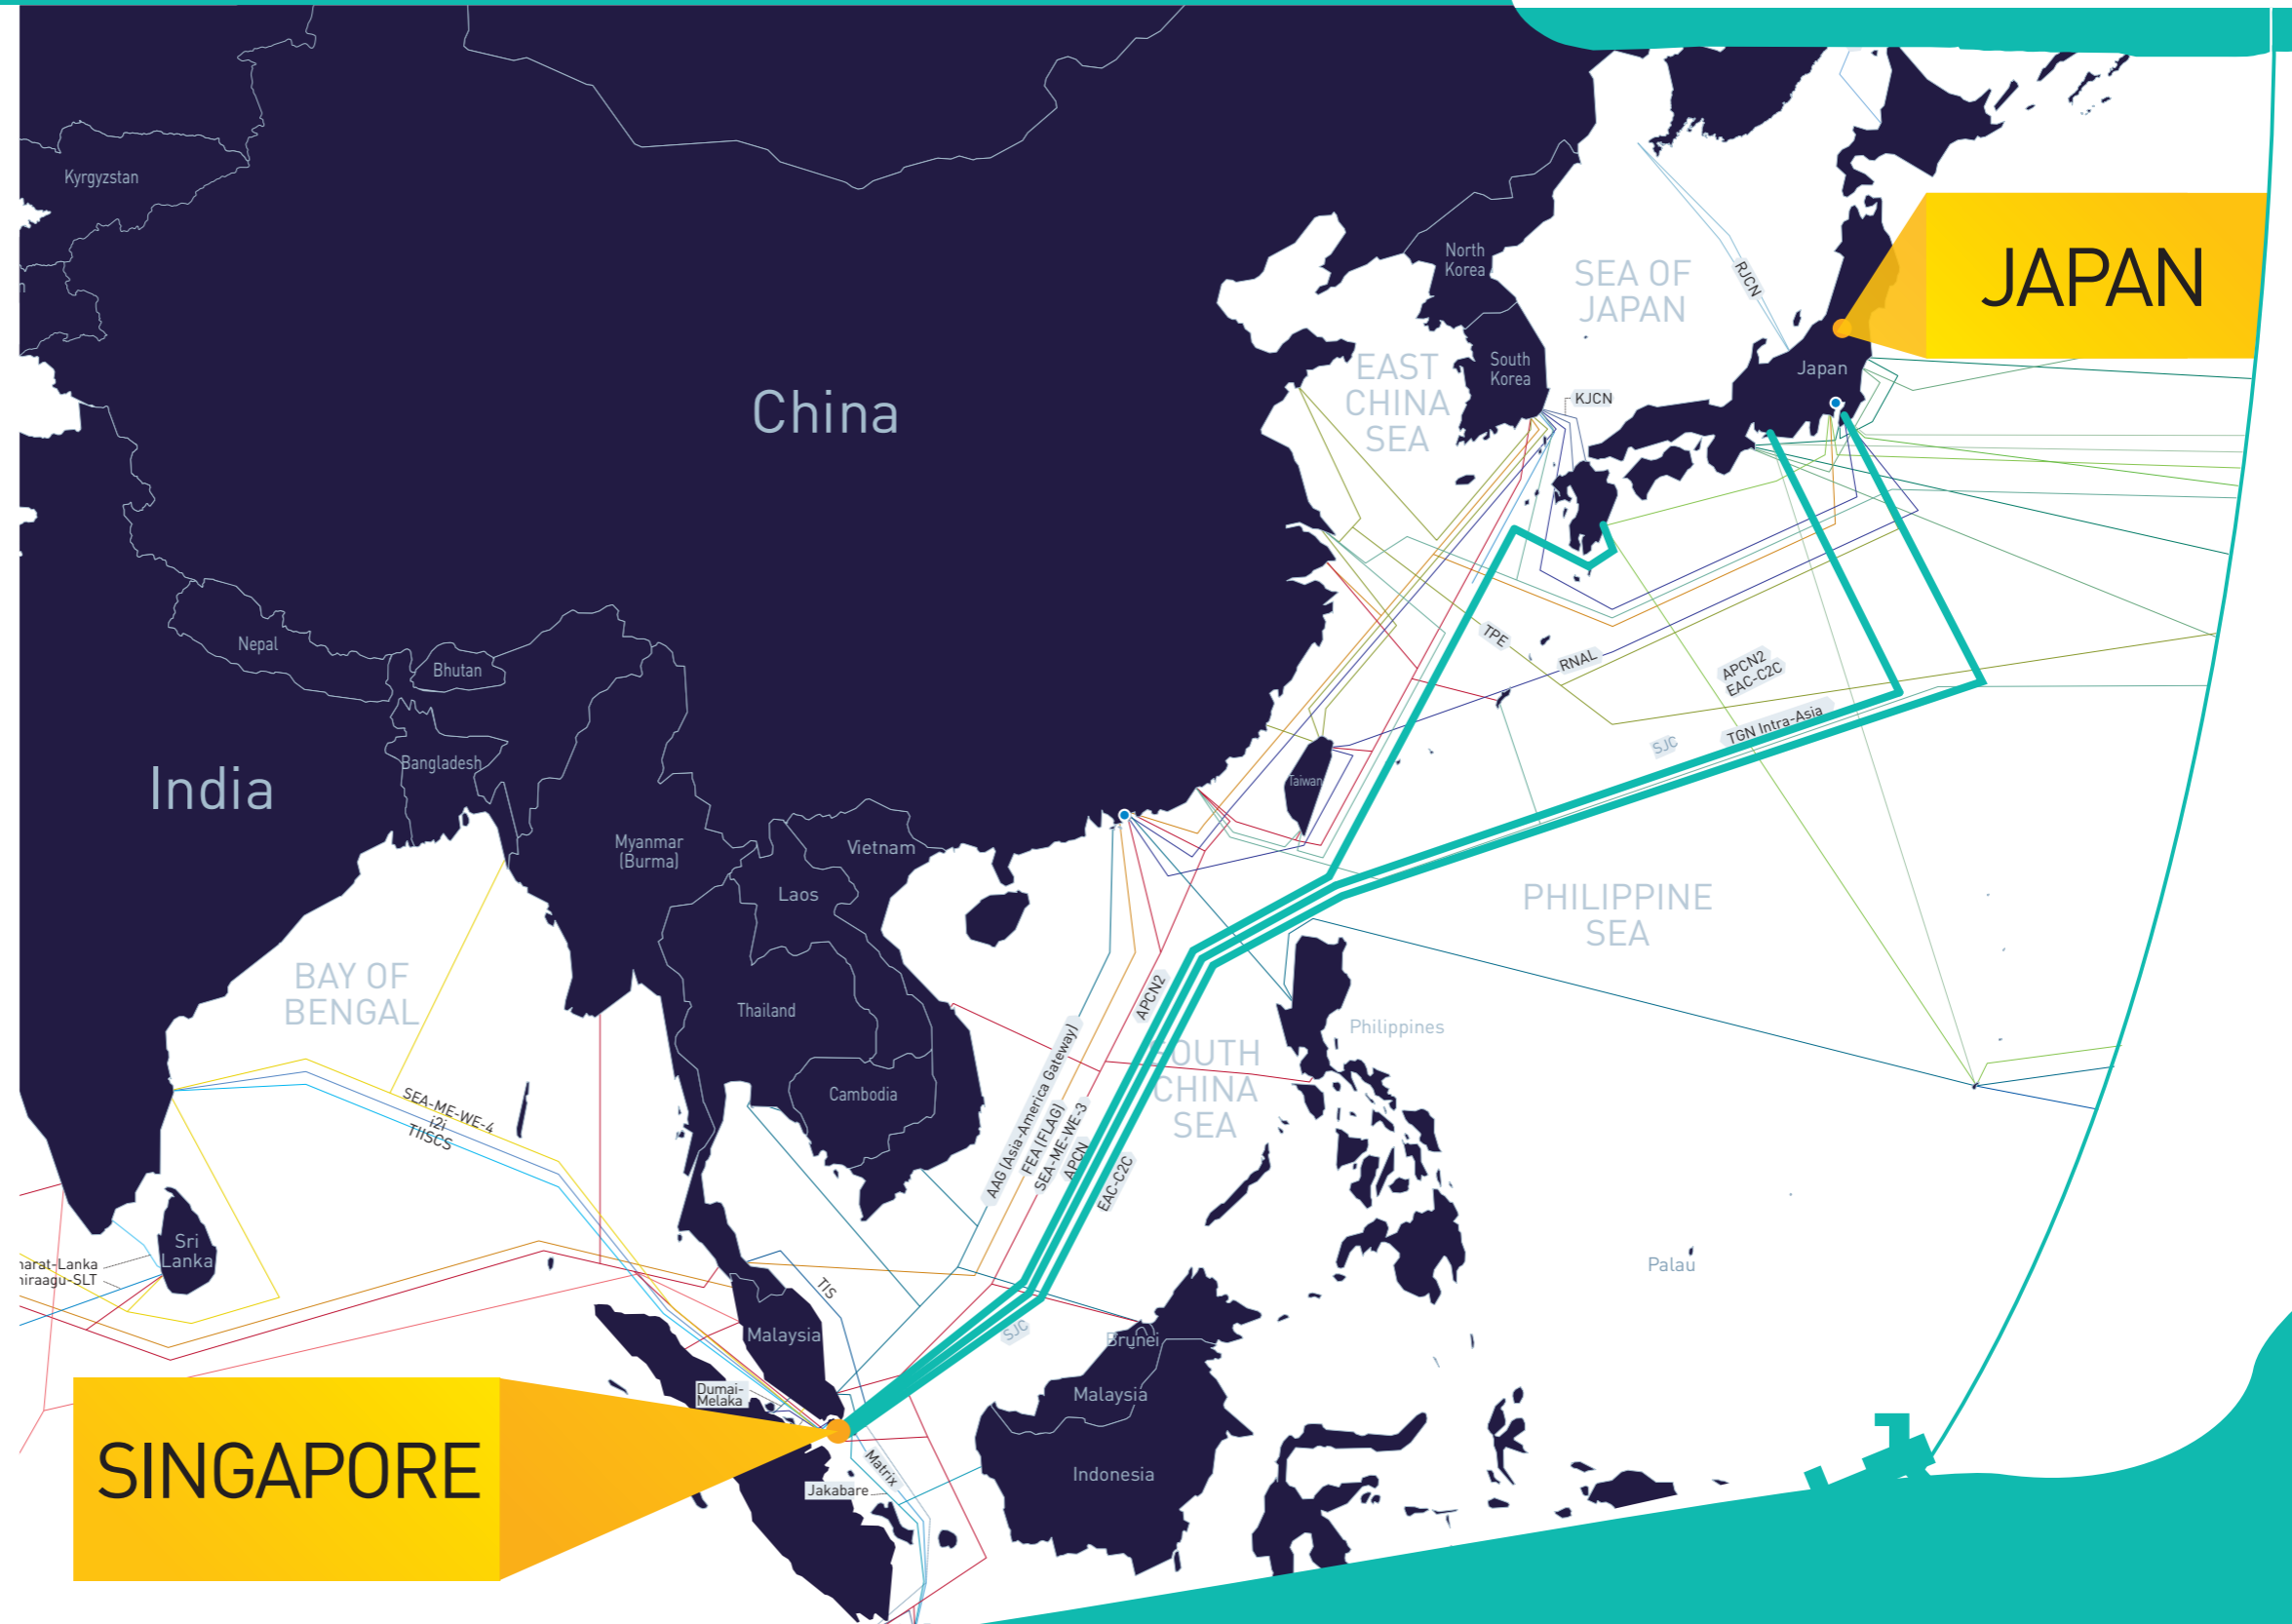 Kyrgyzstan
China
North
Korea
South
Korea
SEA OF
JAPAN
RJCN
JAPAN
Japan
EAST
CHINA
SEA
KJCN
Nepal
Bhutan
Bangladesh
India
Myanmar
(Burma)
Vietnam
Laos
Thailand
Cambodia
Taiwan
TPE
RNAL
APCN2
EAC-C2C
TGN Intra-Asia
SJC
PHILIPPINE
SEA
BAY OF
BENGAL
SEA-ME-WE-4
i2i
TIISCS
APCN2
AAG (Asia-America Gateway)
FEA (FLAG)
SEA-ME-WE-3
APCN
EAC-C2C
SOUTH
CHINA
SEA
Philippines
Palau
Sri
Lanka
arat-Lanka
iraagu-SLT
TIS
Malaysia
SJC
Brunei
Malaysia
Dumai-
Melaka
SINGAPORE
Matrix
Jakabare
Indonesia